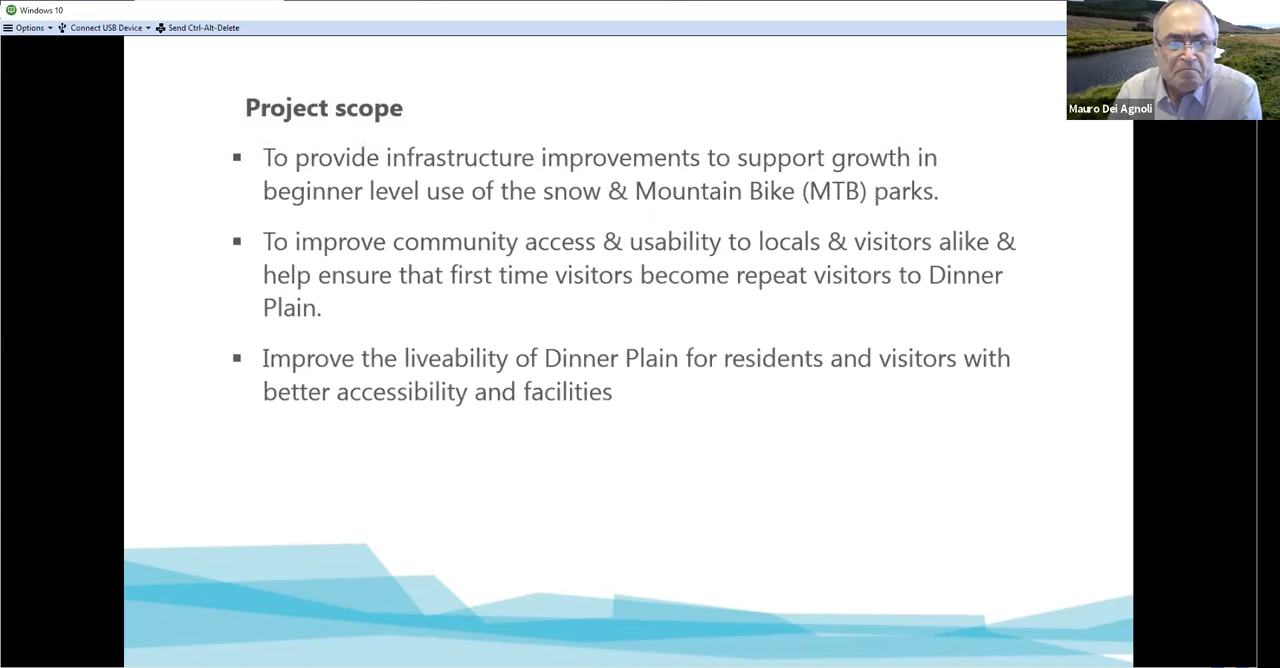 Windows 10
Options
Connect USB Device
Send Ctrl-Alt-Delete
Mauro Dei Agnoli
Project scope
▪ To provide infrastructure improvements to support growth in
beginner level use of the snow & Mountain Bike (MTB) parks.
▪ To improve community access & usability to locals & visitors alike &
help ensure that first time visitors become repeat visitors to Dinner
Plain.
▪ Improve the liveability of Dinner Plain for residents and visitors with
better accessibility and facilities